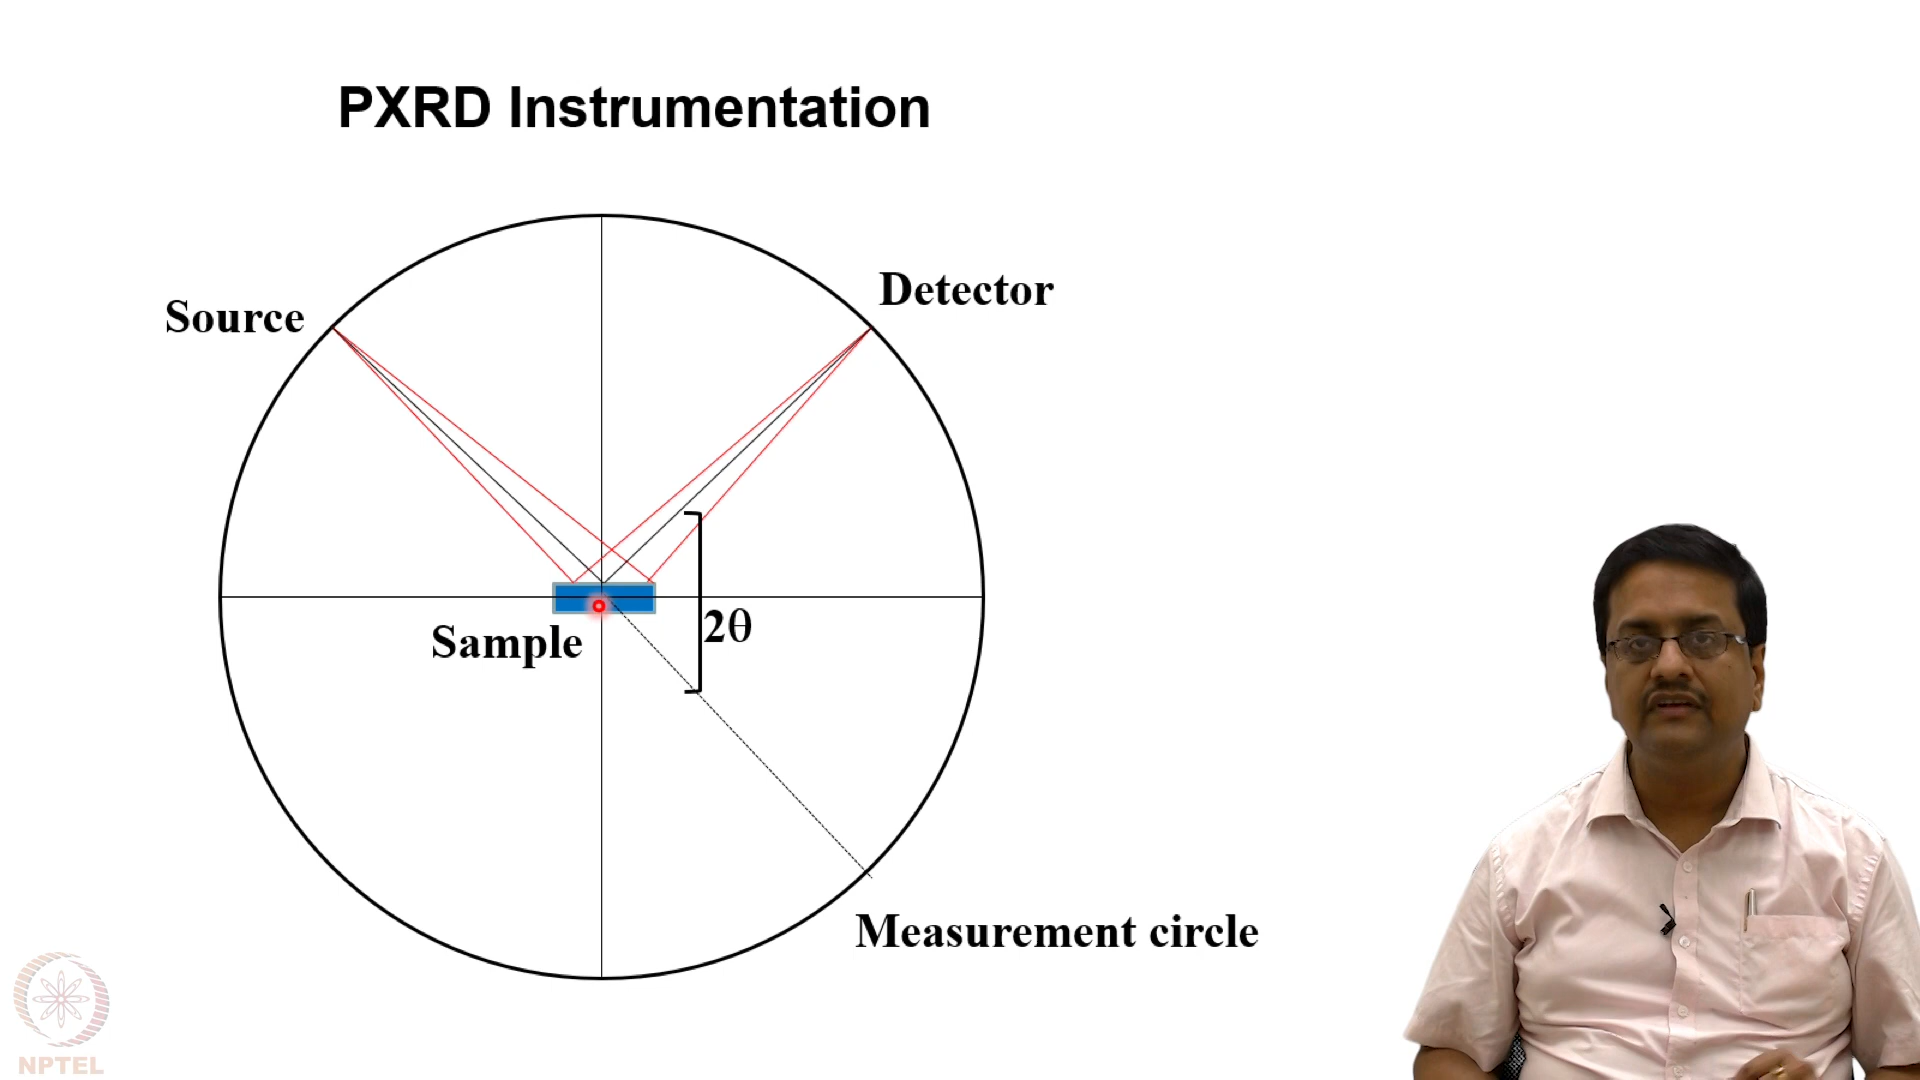 PXRD Instrumentation
Source
Detector
Sample
2θ
Measurement circle
NPTEL